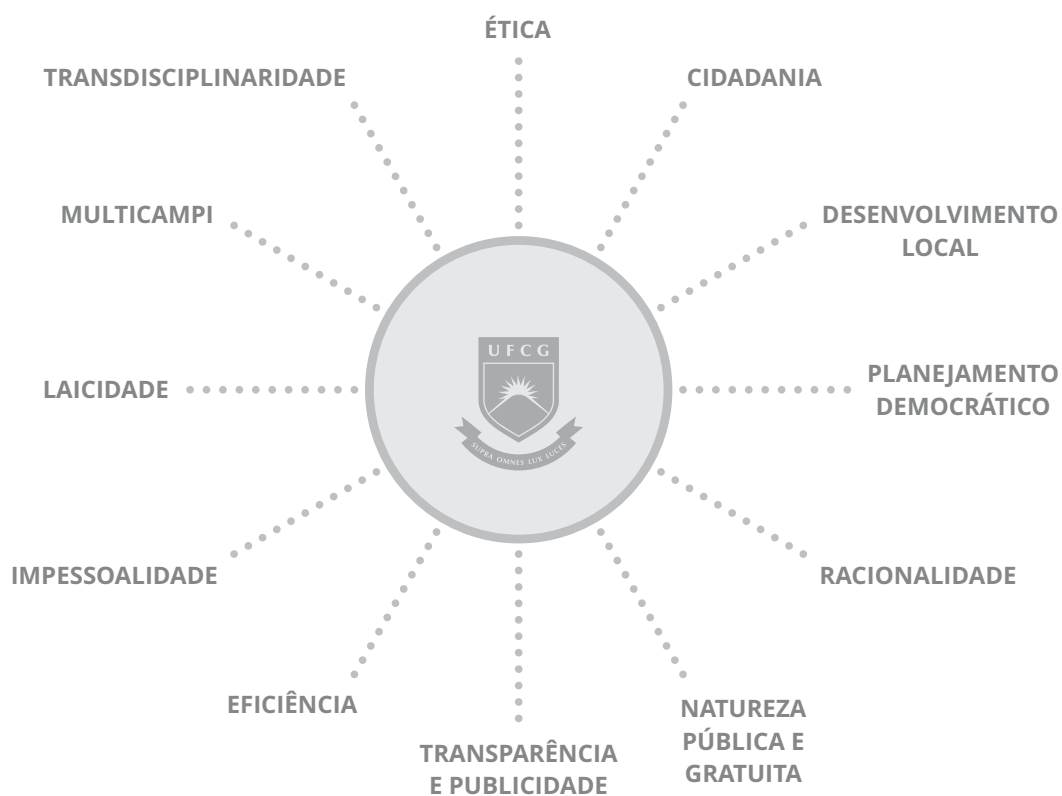 ÉTICA
TRANSDISCIPLINARIDADE
CIDADANIA
MULTICAMPI
DESENVOLVIMENTO
LOCAL
UFCG
SUPRA OMNES LUX LUCES
LAICIDADE
PLANEJAMENTO
DEMOCRÁTICO
IMPESSOALIDADE
RACIONALIDADE
EFICIÊNCIA
NATUREZA
PÚBLICA E
GRATUITA
TRANSPARÊNCIA
E PUBLICIDADE